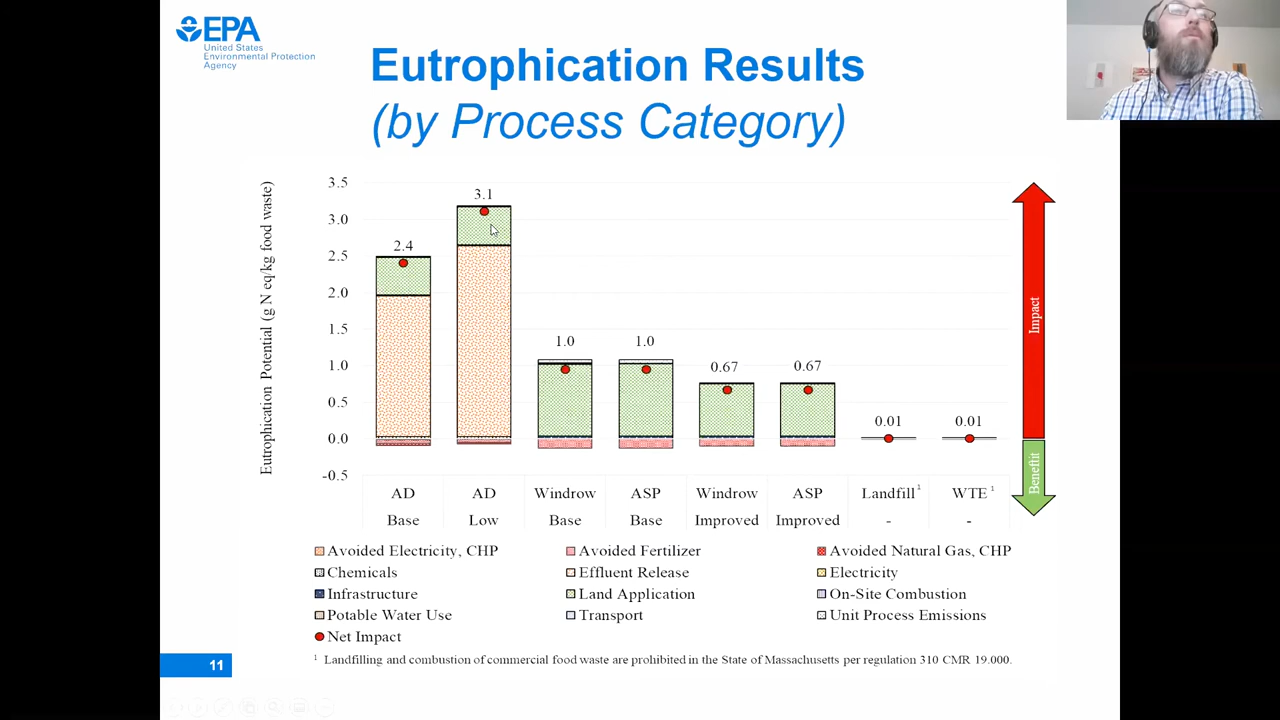 EPA
United States
Environmental Protection
Agency
Eutrophication Results
(by Process Category)
Eutrophication Potential (g N eq/kg food waste)
3.5
3.0
2.5
2.0
1.5
1.0
0.5
0.0
-0.5
2.4
3.1
1.0
1.0
0.67
0.67
0.01
0.01
Impact
Benefit
AD AD Windrow ASP Windrow ASP Landfill 1 WTE 1
Base Low Base Base Improved Improved - -
Avoided Electricity, CHP Avoided Fertilizer Avoided Natural Gas, CHP
Chemicals Effluent Release Electricity
Infrastructure Land Application On-Site Combustion
Potable Water Use Transport Unit Process Emissions
Net Impact
1 Landfilling and combustion of commercial food waste are prohibited in the State of Massachusetts per regulation 310 CMR 19.000.
11